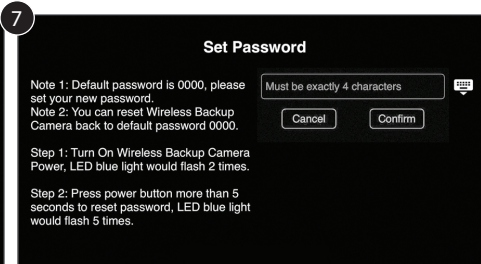 7
Set Password
Note 1: Default password is 0000, please
set your new password.
Note 2: You can reset Wireless Backup
Camera back to default password 0000.
Step 1: Turn On Wireless Backup Camera
Power, LED blue light would flash 2 times.
Step 2: Press power button more than 5
seconds to reset password, LED blue light
would flash 5 times.
Must be exactly 4 characters
Cancel Confirm